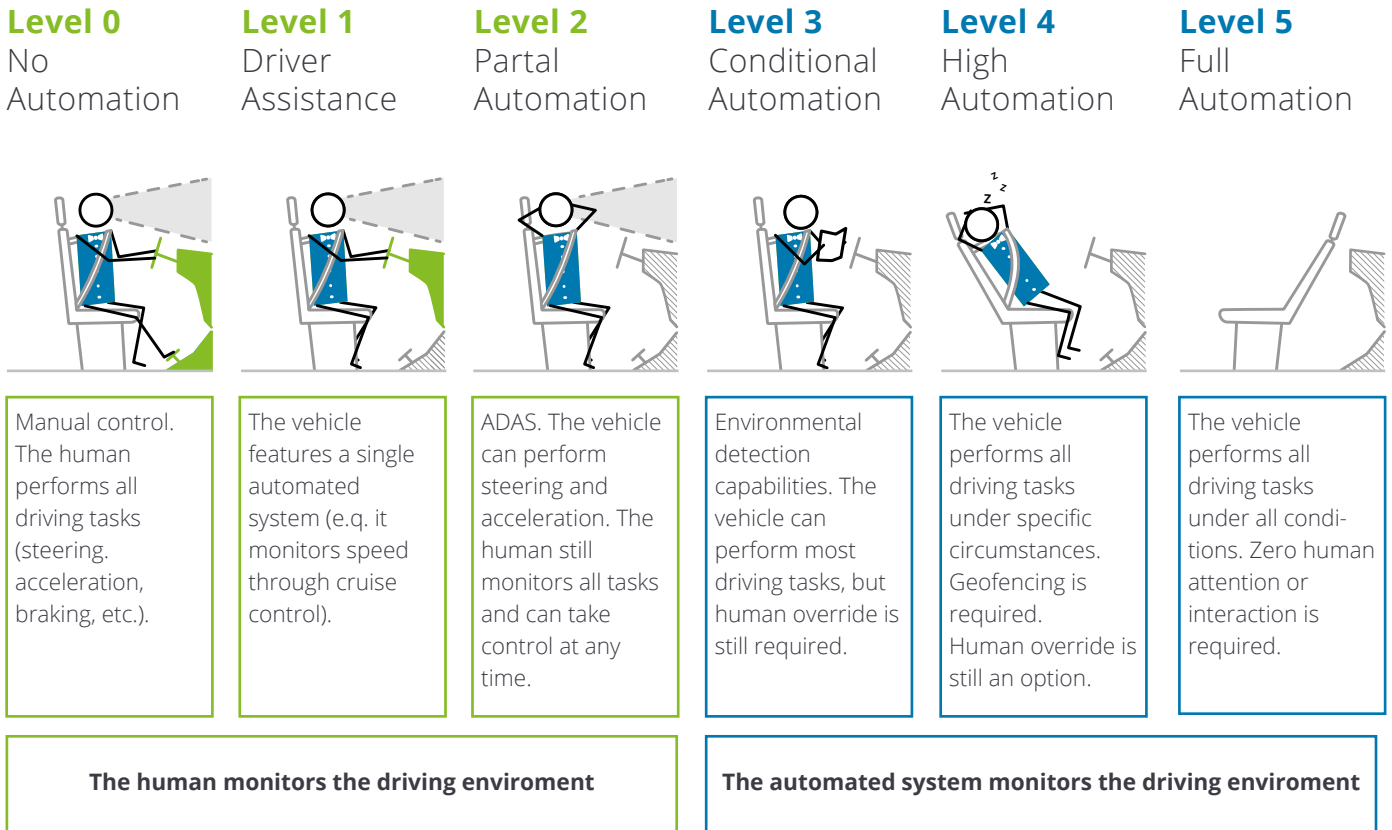 Level 0
No
Automation
Level 1
Driver
Assistance
Level 2
Partal
Automation
Level 3
Conditional
Automation
Level 4
High
Automation
Level 5
Full
Automation
z
z
z
Manual control.
The human
performs all
driving tasks
(steering.
acceleration,
braking, etc.).
The vehicle
features a single
automated
system (e.q. it
monitors speed
through cruise
control).
ADAS. The vehicle
can perform
steering and
acceleration. The
human still
monitors all tasks
and can take
control at any
time.
Environmental
detection
capabilities. The
vehicle can
perform most
driving tasks, but
human override is
still required.
The vehicle
performs all
driving tasks
under specific
circumstances.
Geofencing is
required.
Human override is
still an option.
The vehicle
performs all
driving tasks
under all condi-
tions. Zero human
attention or
interaction is
required.
The human monitors the driving enviroment
The automated system monitors the driving enviroment